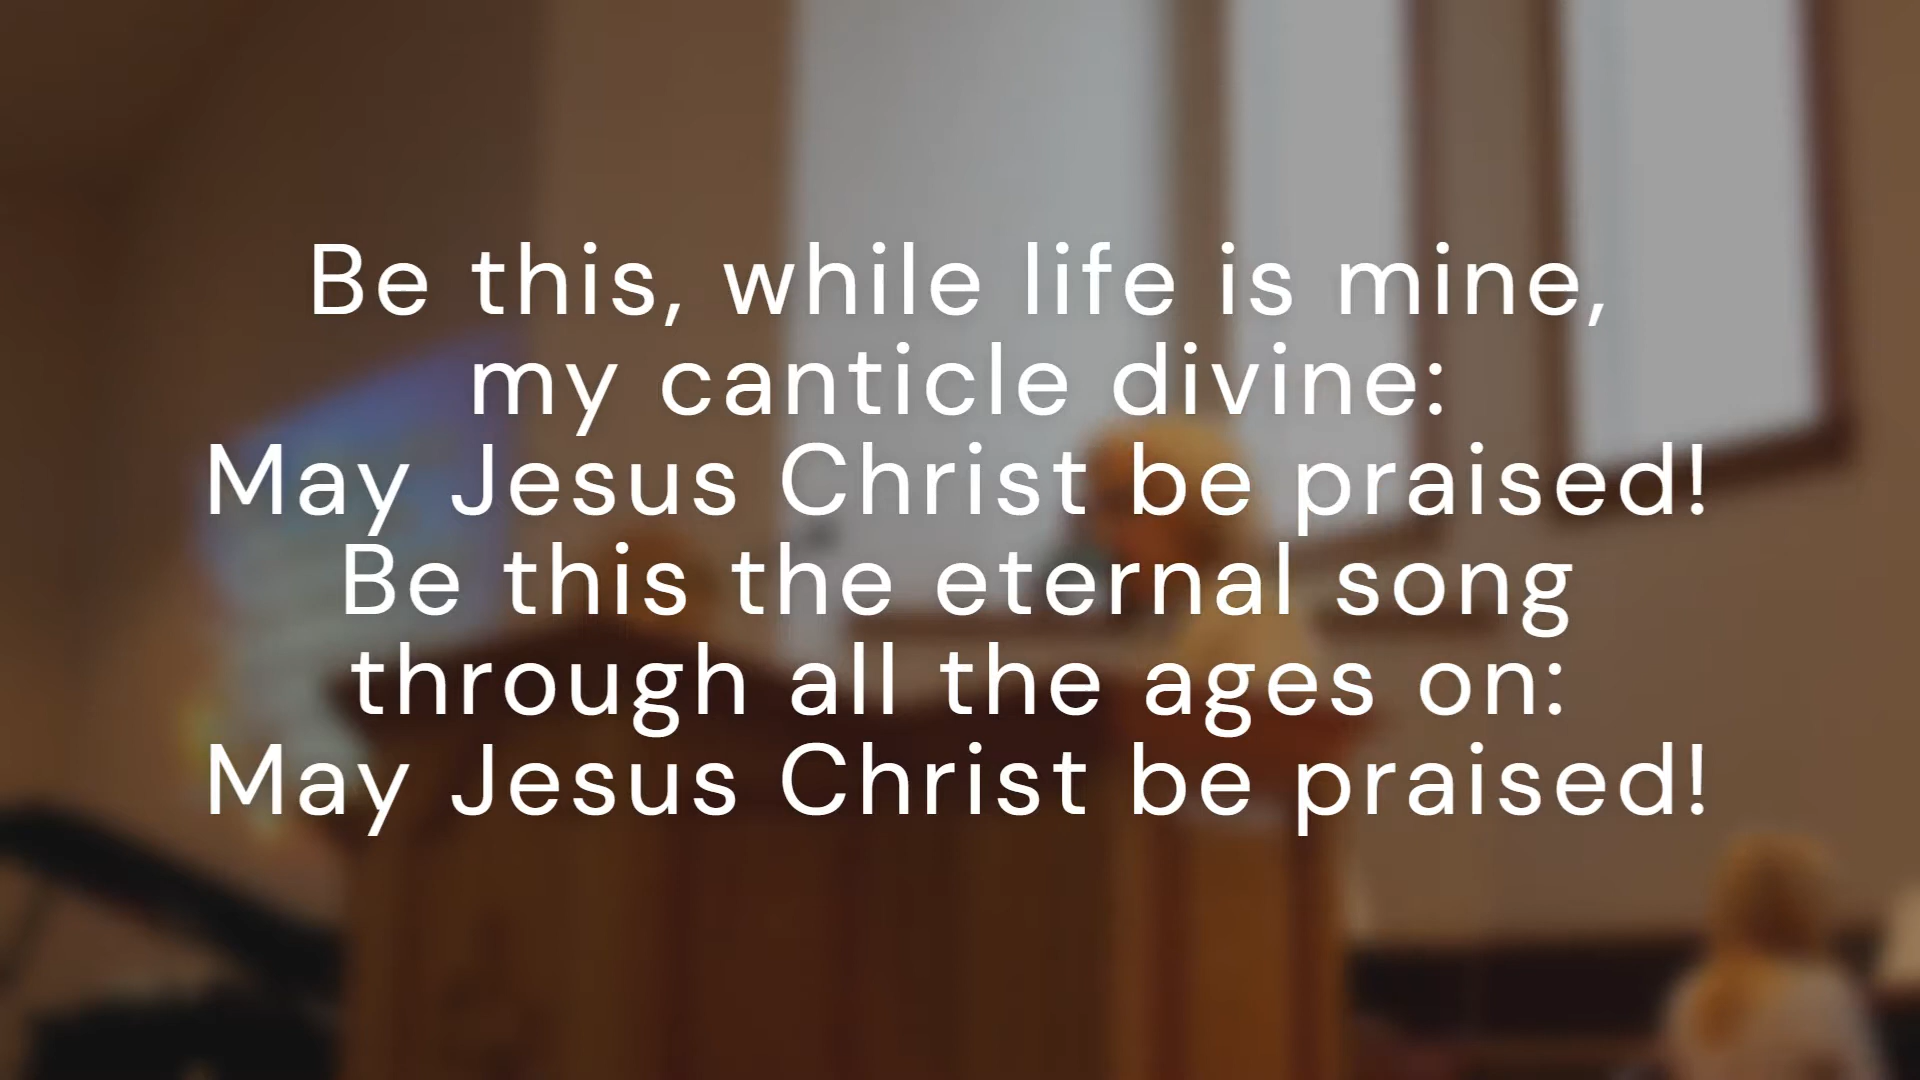 Be this, while life is mine,
my canticle divine:
May Jesus Christ be praised!
Be this the eternal song
through all the ages on:
May Jesus Christ be praised!